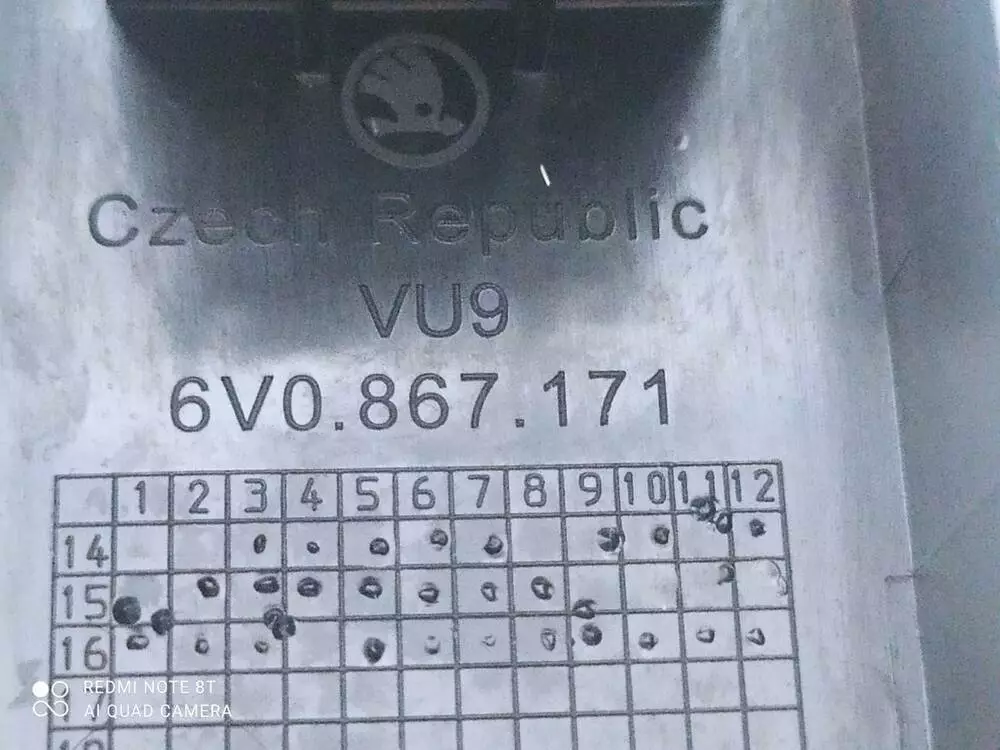 Czech Republic
VU9
6V0.867.171
1 2 3 4 5 6 7 8 9 10 11 12
14
15
16
REDMI NOTE 8T
AI QUAD CAMERA